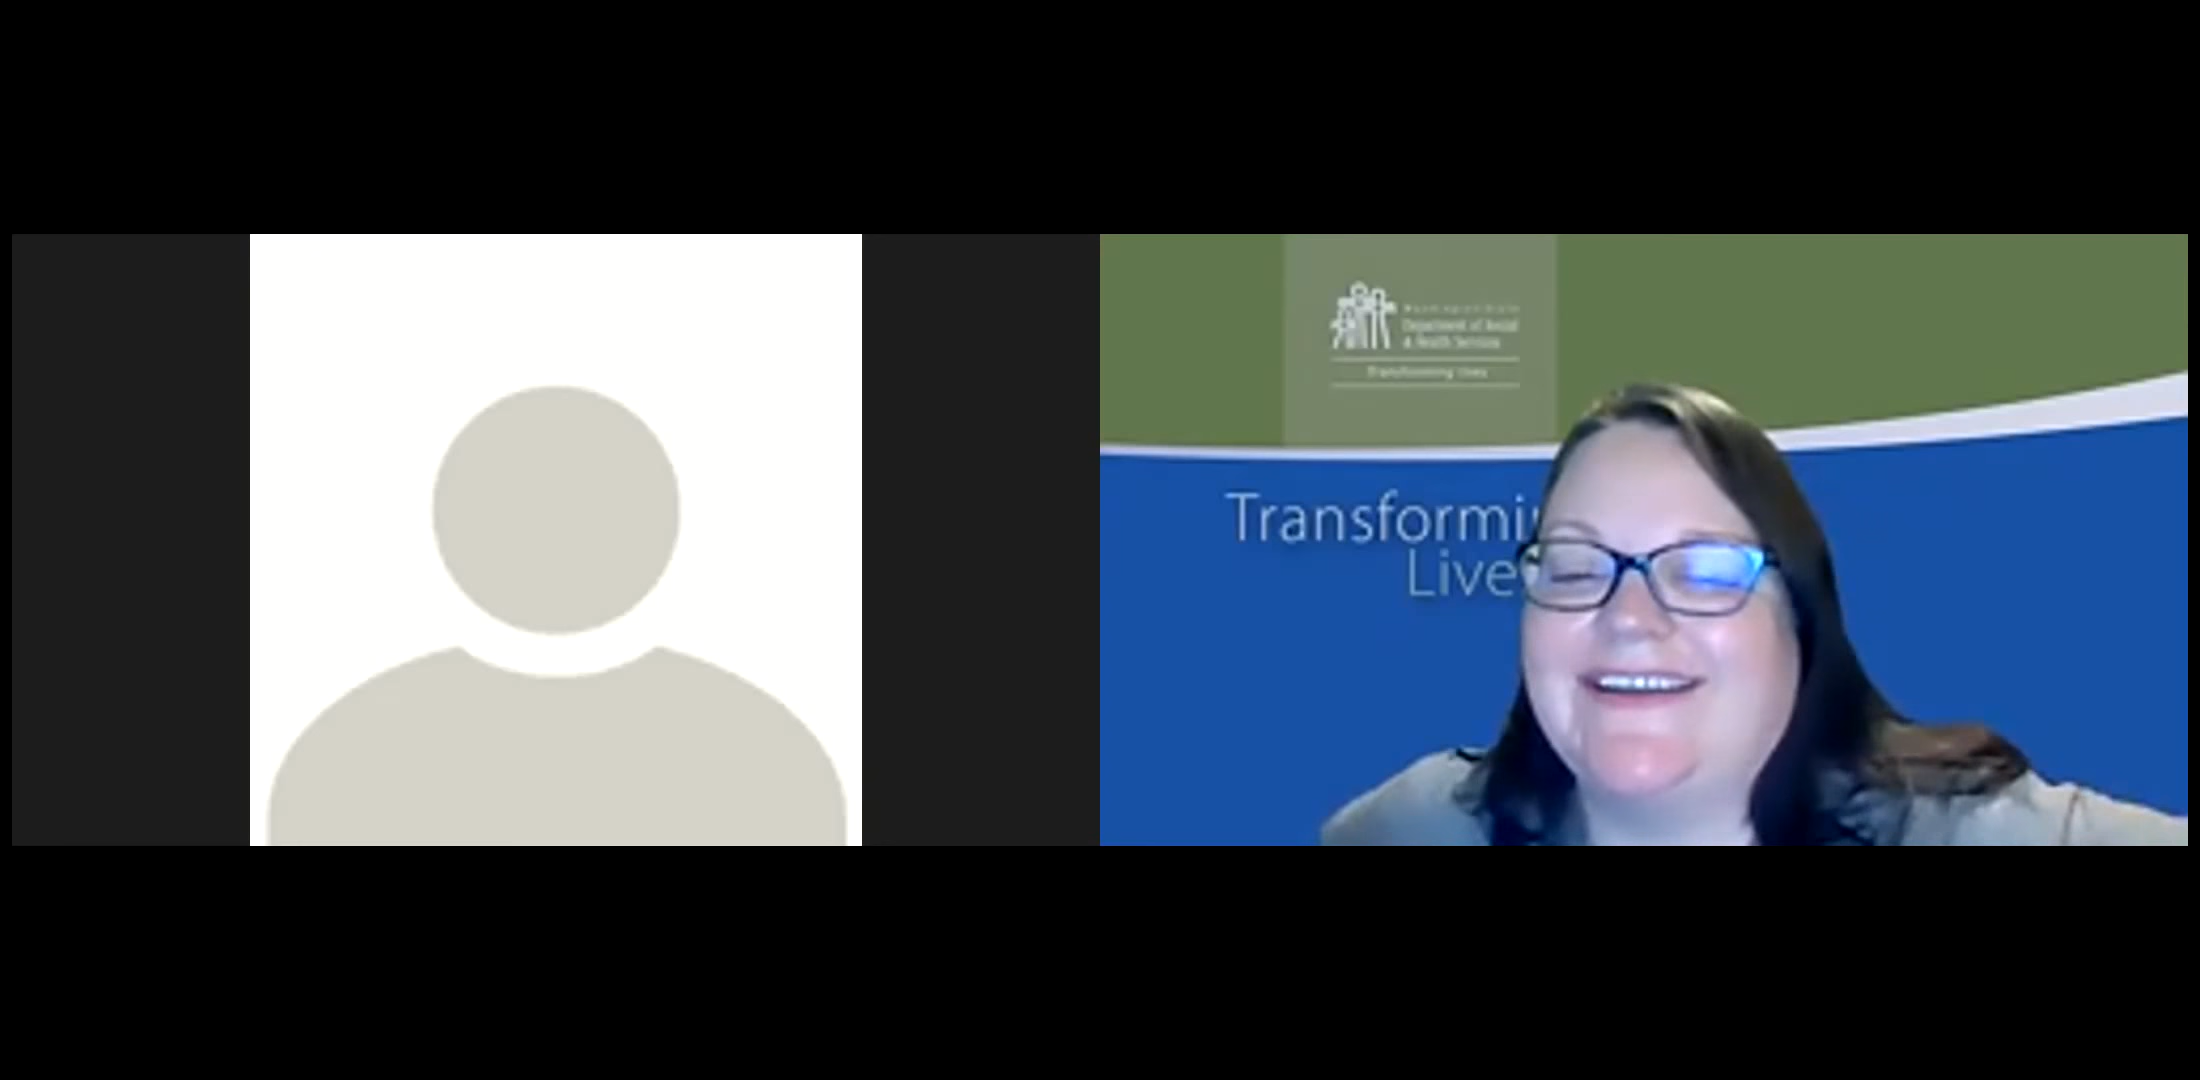 Department of Social
& Health Services
Transforming lives
Transformi
Live